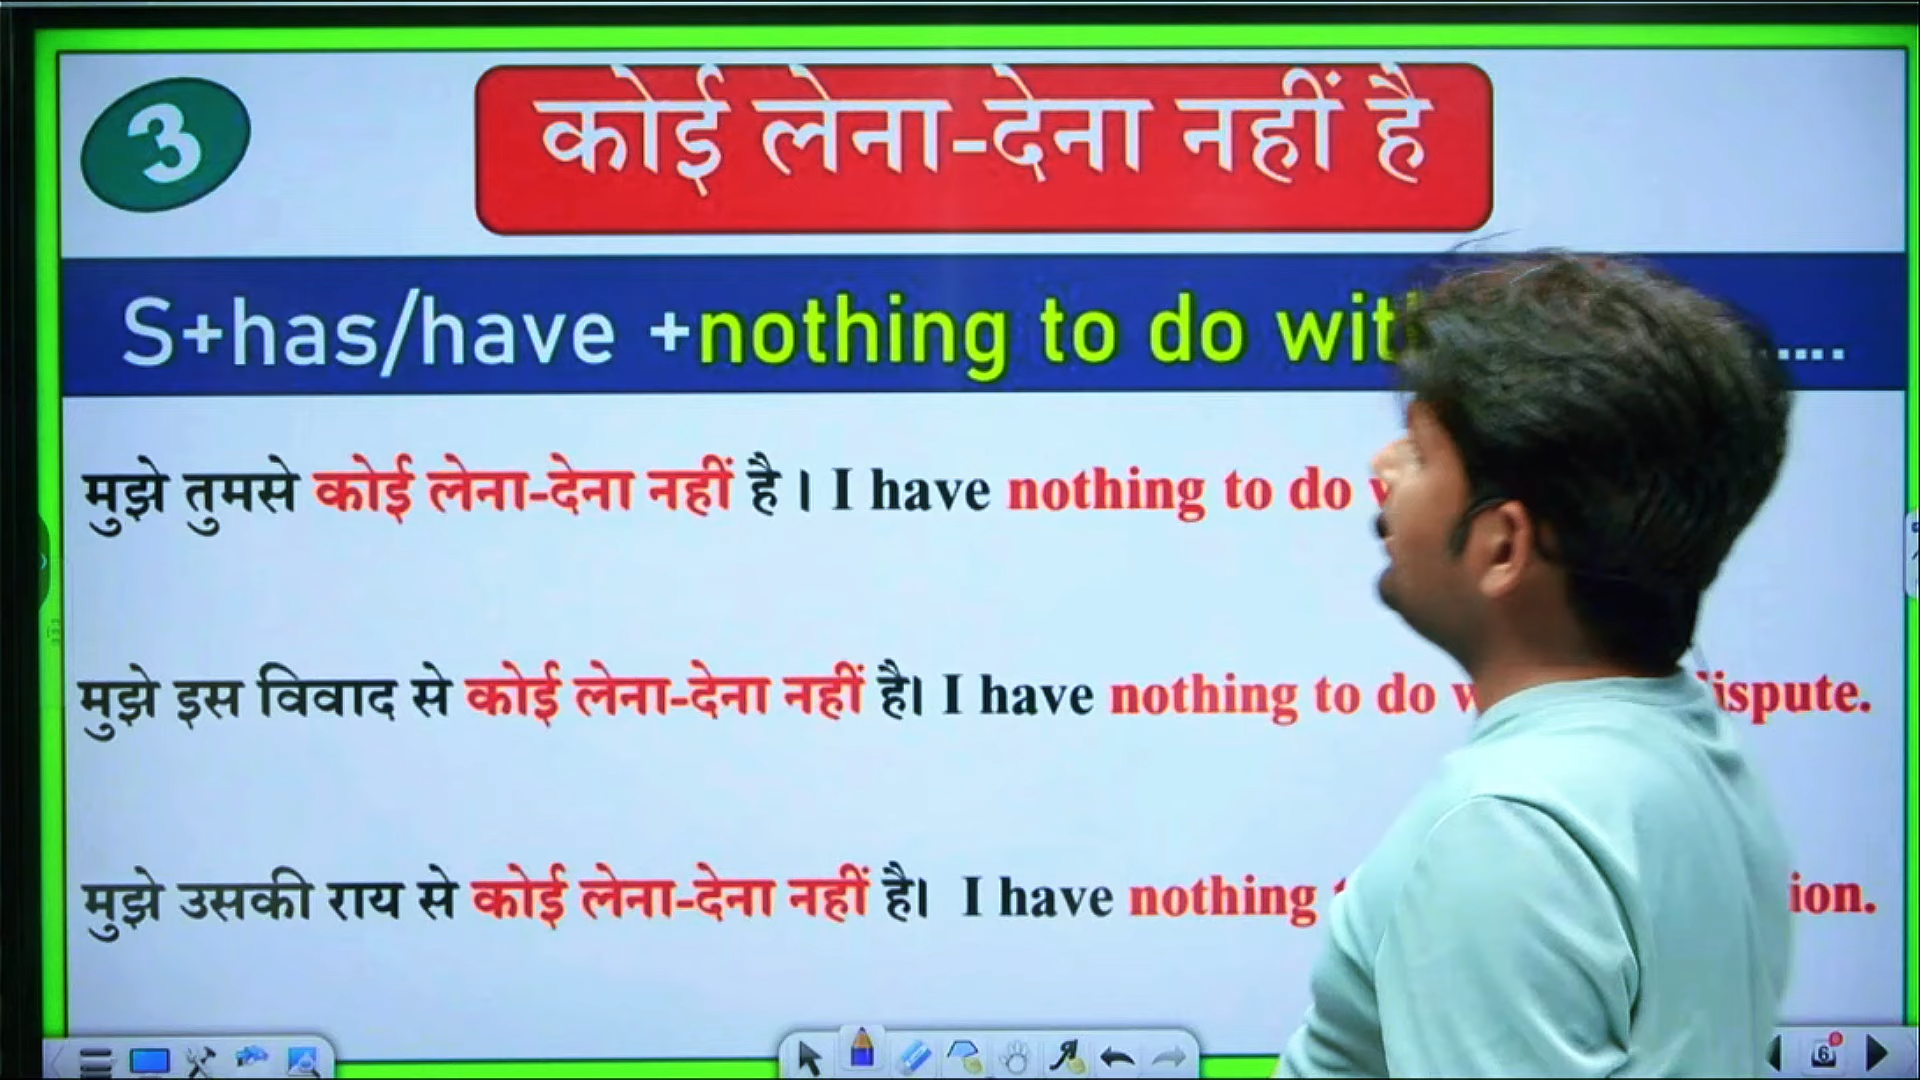 3
कोई लेना-देना नहीं है
S+has/have +nothing to do .....
मुझे तुमसे कोई लेना-देना नहीं है। I have nothing to do
मुझे इस विवाद से कोई लेना-देना नहीं है। I have nothing to do
मुझे उसकी राय से कोई लेना-देना नहीं है। I have nothing
6